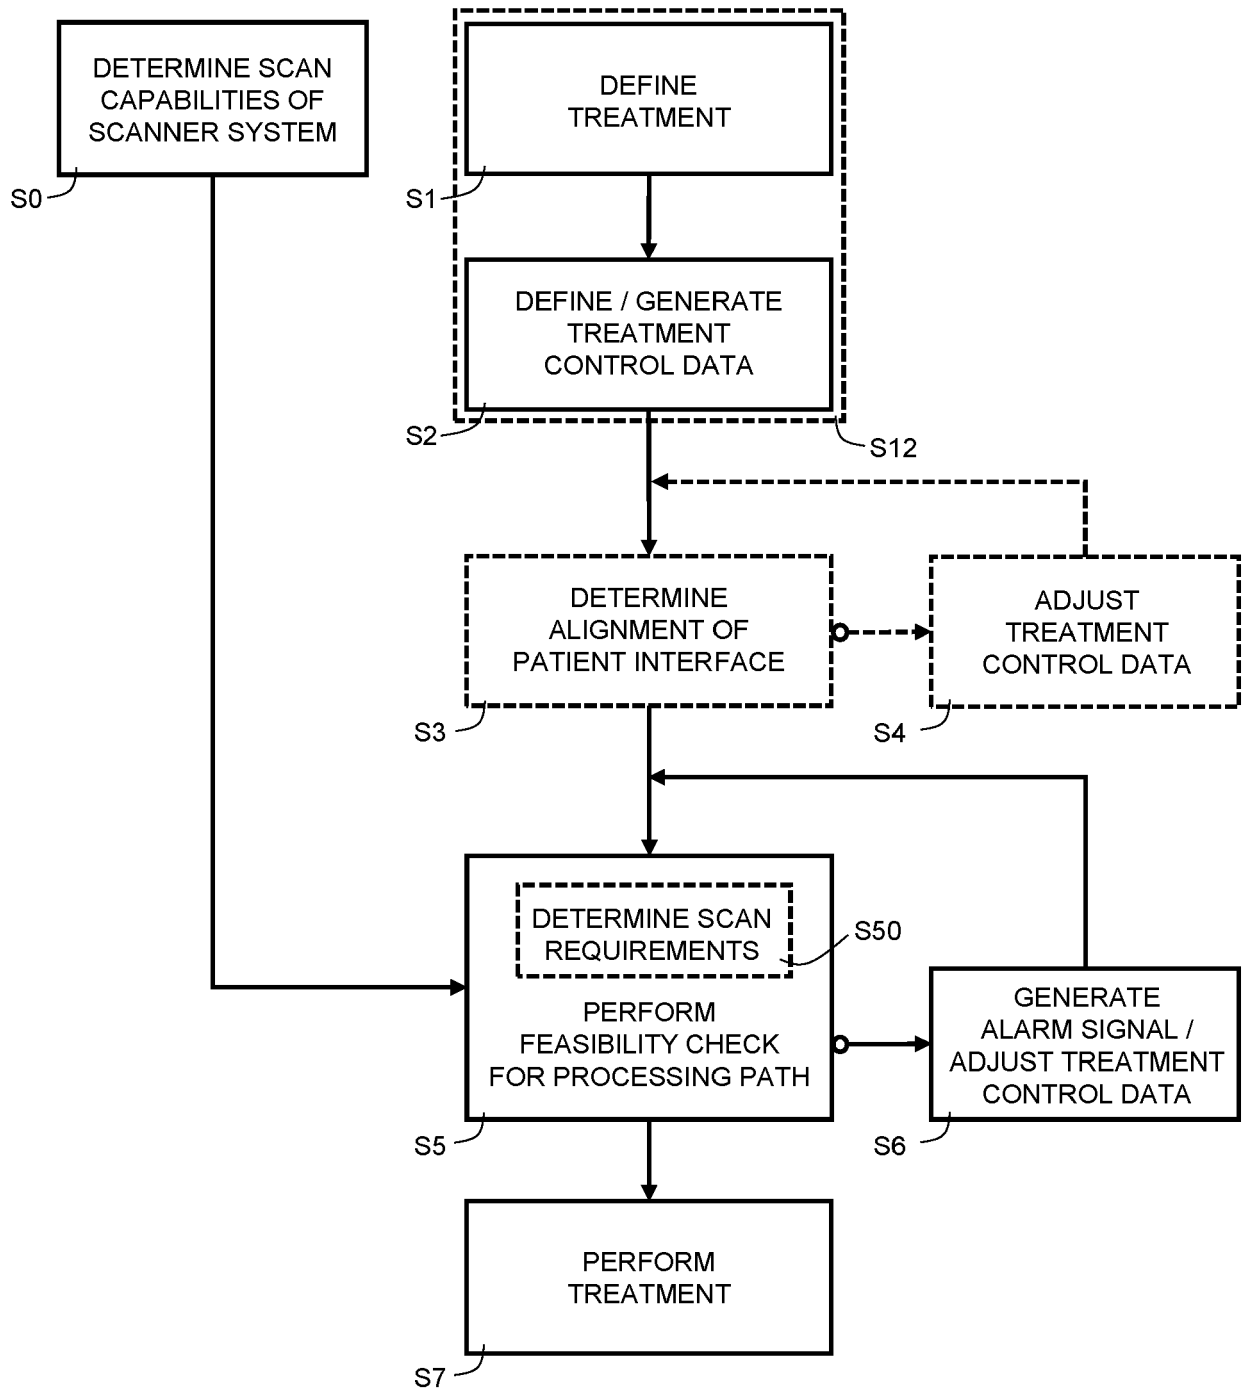 DETERMINE SCAN
CAPABILITIES OF
SCANNER SYSTEM
S0
DEFINE
TREATMENT
S1
DEFINE / GENERATE
TREATMENT
CONTROL DATA
S2
S12
DETERMINE
ALIGNMENT OF
PATIENT INTERFACE
S3
ADJUST
TREATMENT
CONTROL DATA
S4
DETERMINE SCAN
REQUIREMENTS
S50
PERFORM
FEASIBILITY CHECK
FOR PROCESSING PATH
S5
GENERATE
ALARM SIGNAL /
ADJUST TREATMENT
CONTROL DATA
S6
PERFORM
TREATMENT
S7